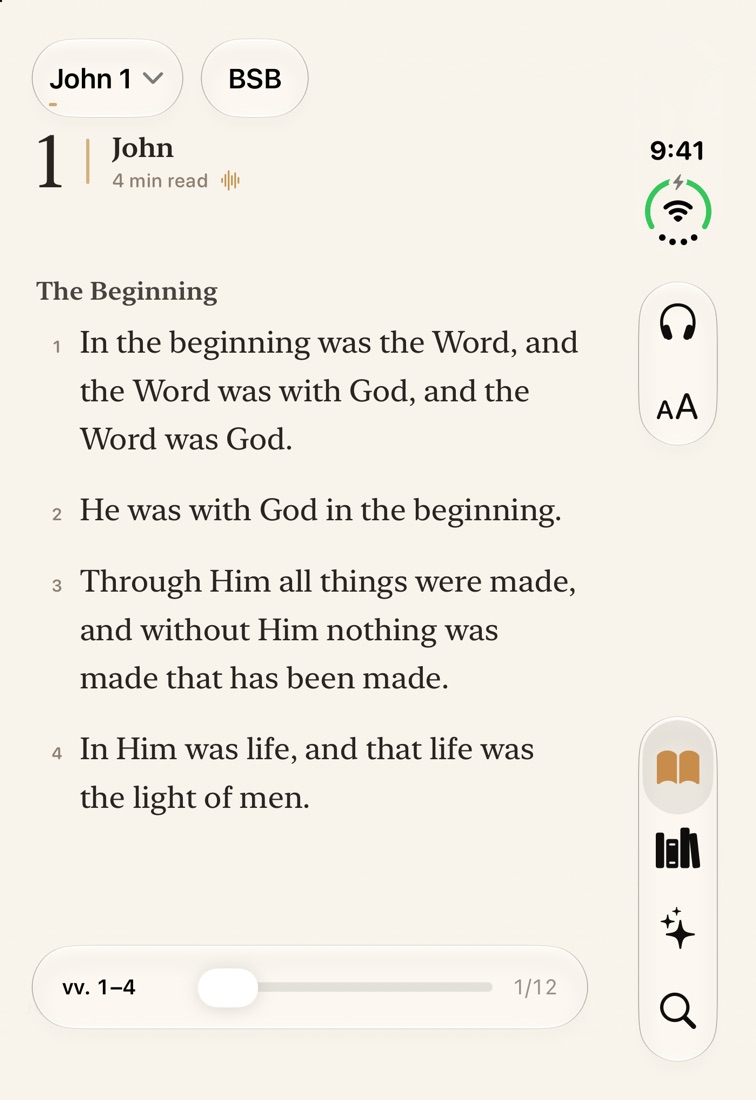 John 1
BSB
1
John
4 min read
9:41
The Beginning
1 In the beginning was the Word, and
the Word was with God, and the
Word was God.
2 He was with God in the beginning.
3 Through Him all things were made,
and without Him nothing was
made that has been made.
4 In Him was life, and that life was
the light of men.
AA
vv. 1–4
1/12